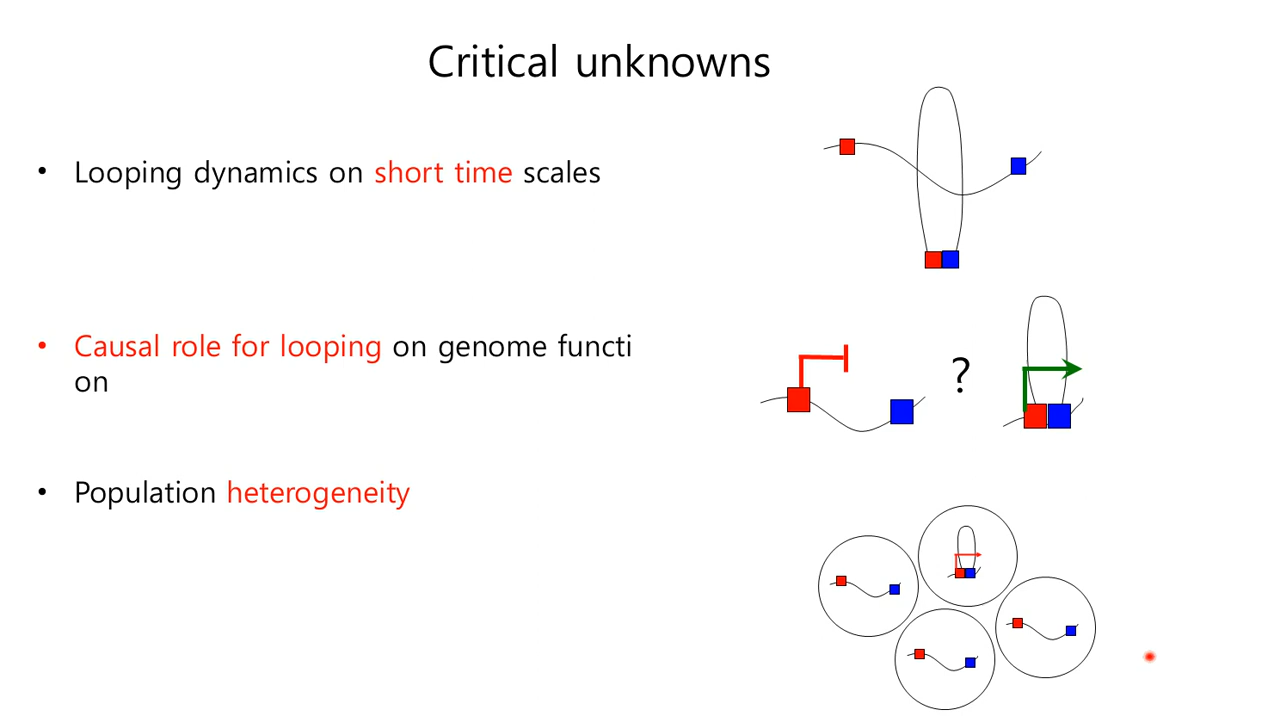 Critical unknowns
• Looping dynamics on short time scales
• Causal role for looping on genome functi
on
?
• Population heterogeneity